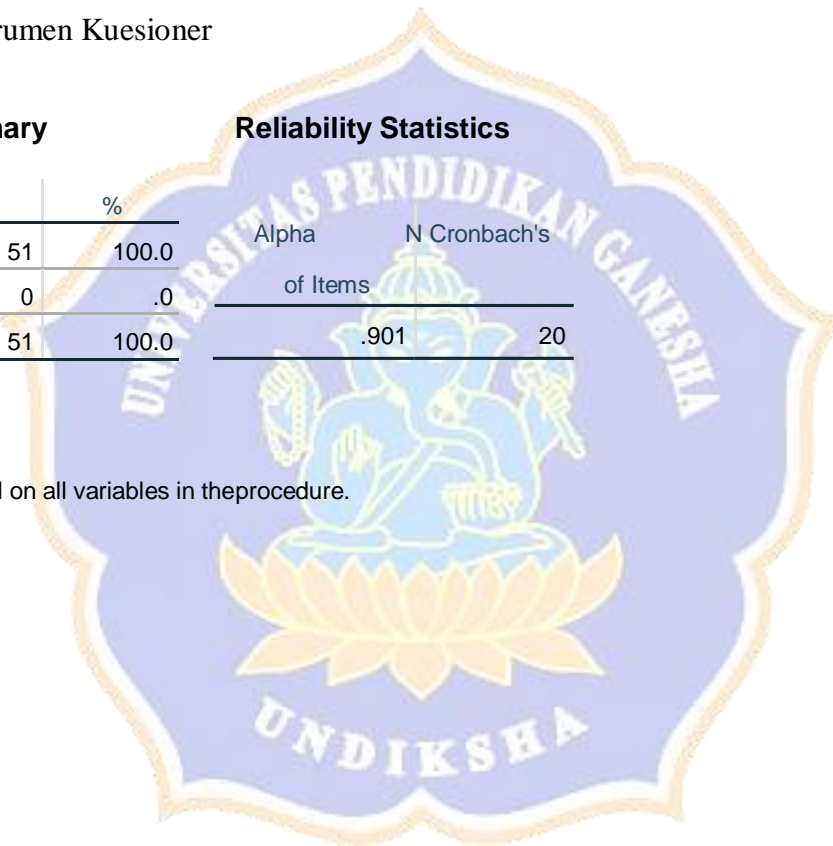 rumen Kuesioner
nary
Reliability Statistics
%
Alpha N Cronbach's
of Items
51 100.0
0 .0
51 100.0
.901 20
l on all variables in theprocedure.
UNIVERSITAS PENDIDIKAN GANESHA
UNDIKSHA